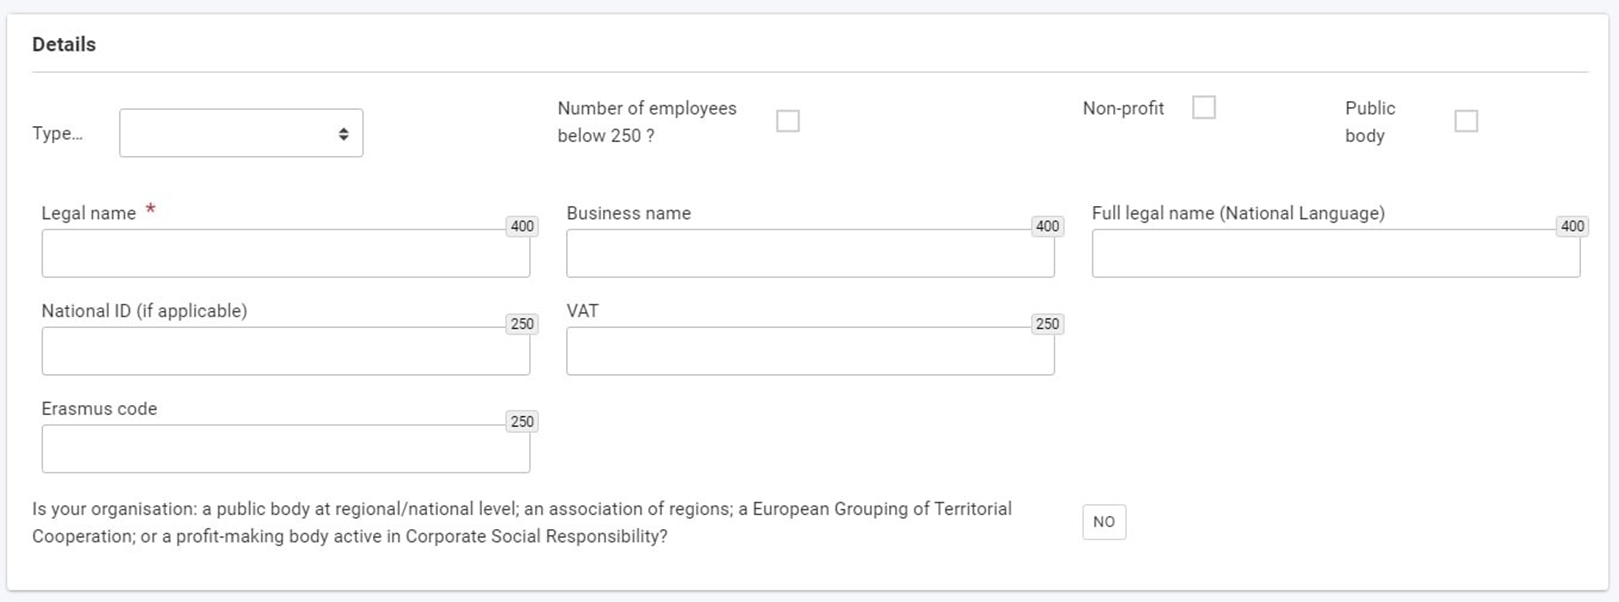 Details
Type...
Number of employees
below 250 ?
Non-profit
Public
body
Legal name *
400
Business name
400
Full legal name (National Language)
400
National ID (if applicable)
250
VAT
250
Erasmus code
250
Is your organisation: a public body at regional/national level; an association of regions; a European Grouping of Territorial
Cooperation; or a profit-making body active in Corporate Social Responsibility?
NO